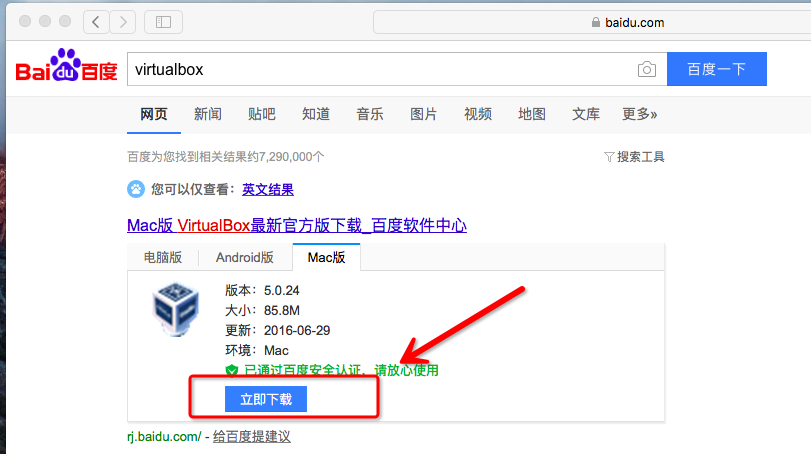 baidu.com
Bai du 百度 virtualbox 百度一下
网页 新闻 贴吧 知道 音乐 图片 视频 地图 文库 更多»
百度为您找到相关结果约7,290,000个 搜索工具
您可以仅查看：英文结果
Mac版 VirtualBox最新官方版下载_百度软件中心
电脑版 Android版 Mac版
版本：5.0.24
大小：85.8M
更新：2016-06-29
环境：Mac
已通过百度安全认证，请放心使用
立即下载
rj.baidu.com/ - 给百度提建议